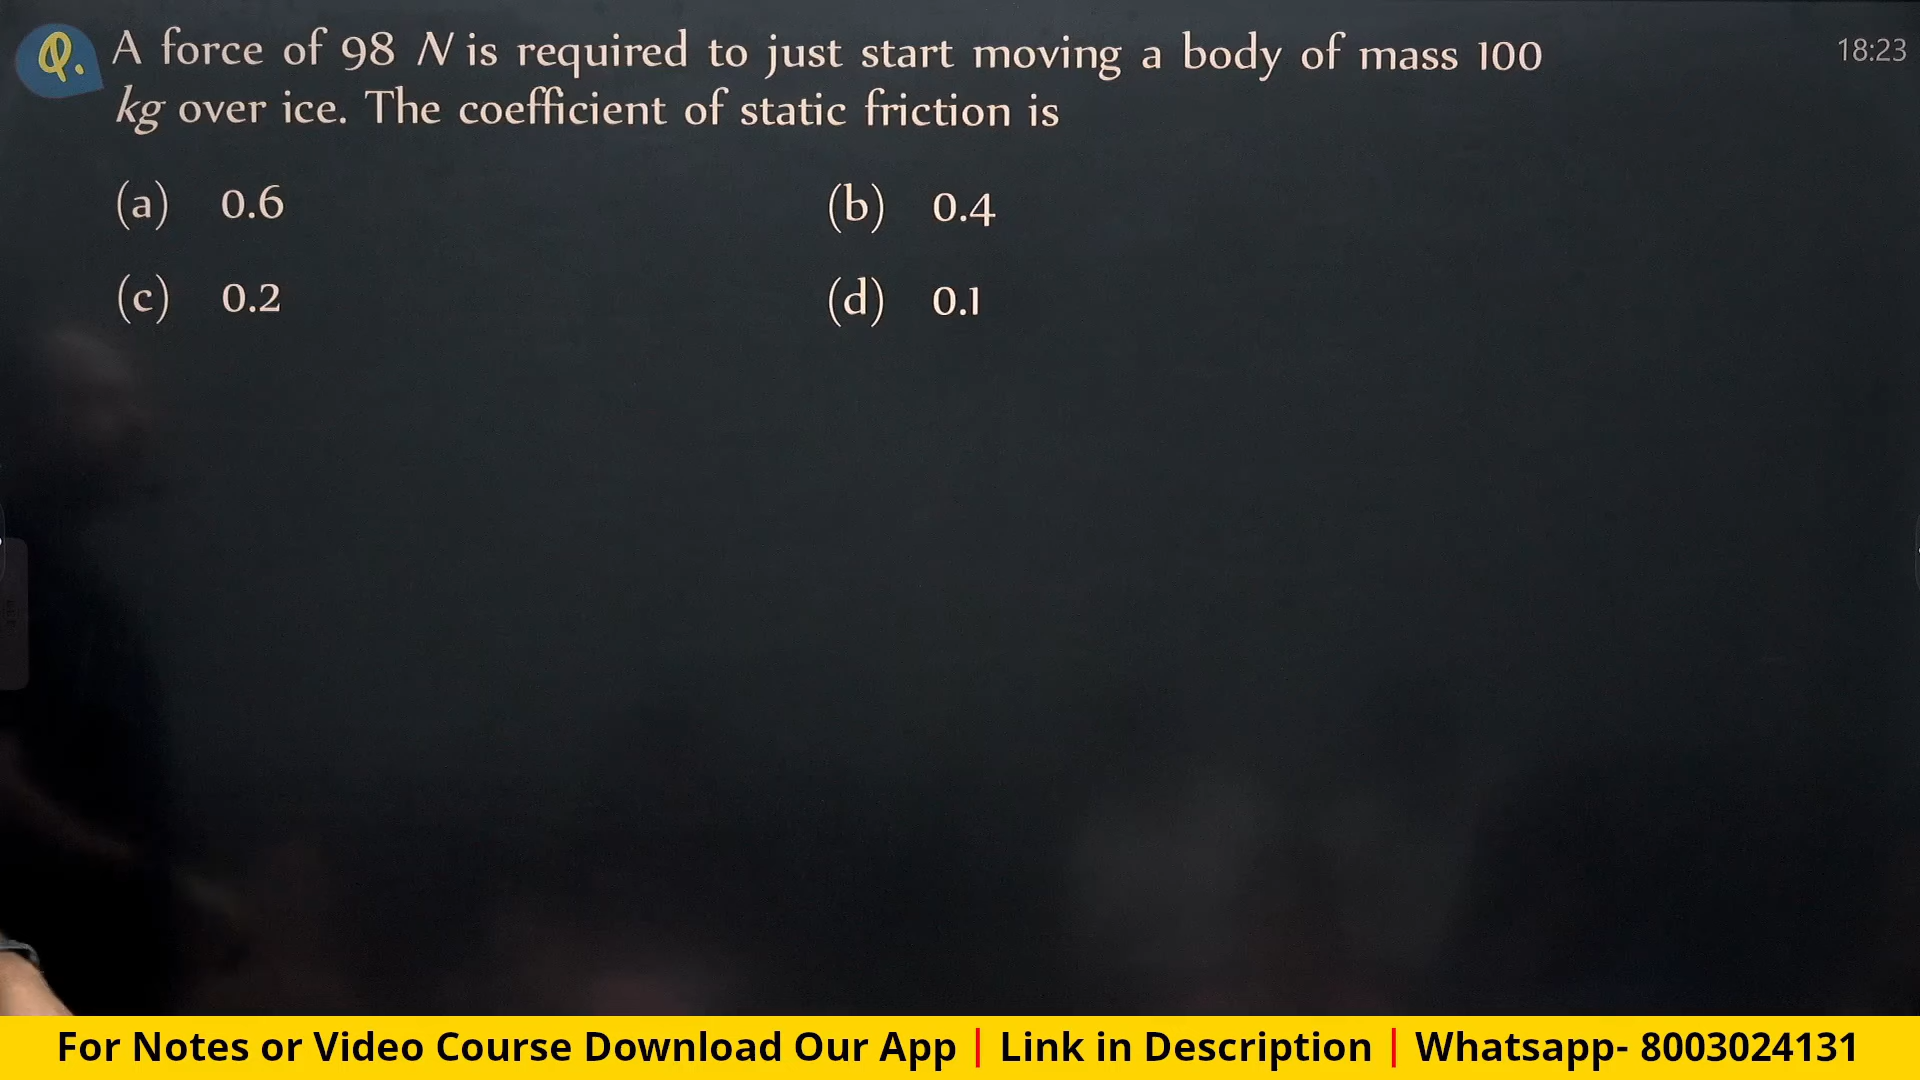 Q. A force of 98 N is required to just start moving a body of mass 100
18:23
kg over ice. The coefficient of static friction is
(a) 0.6 (b) 0.4
(c) 0.2 (d) 0.1
For Notes or Video Course Download Our App | Link in Description | Whatsapp- 8003024131